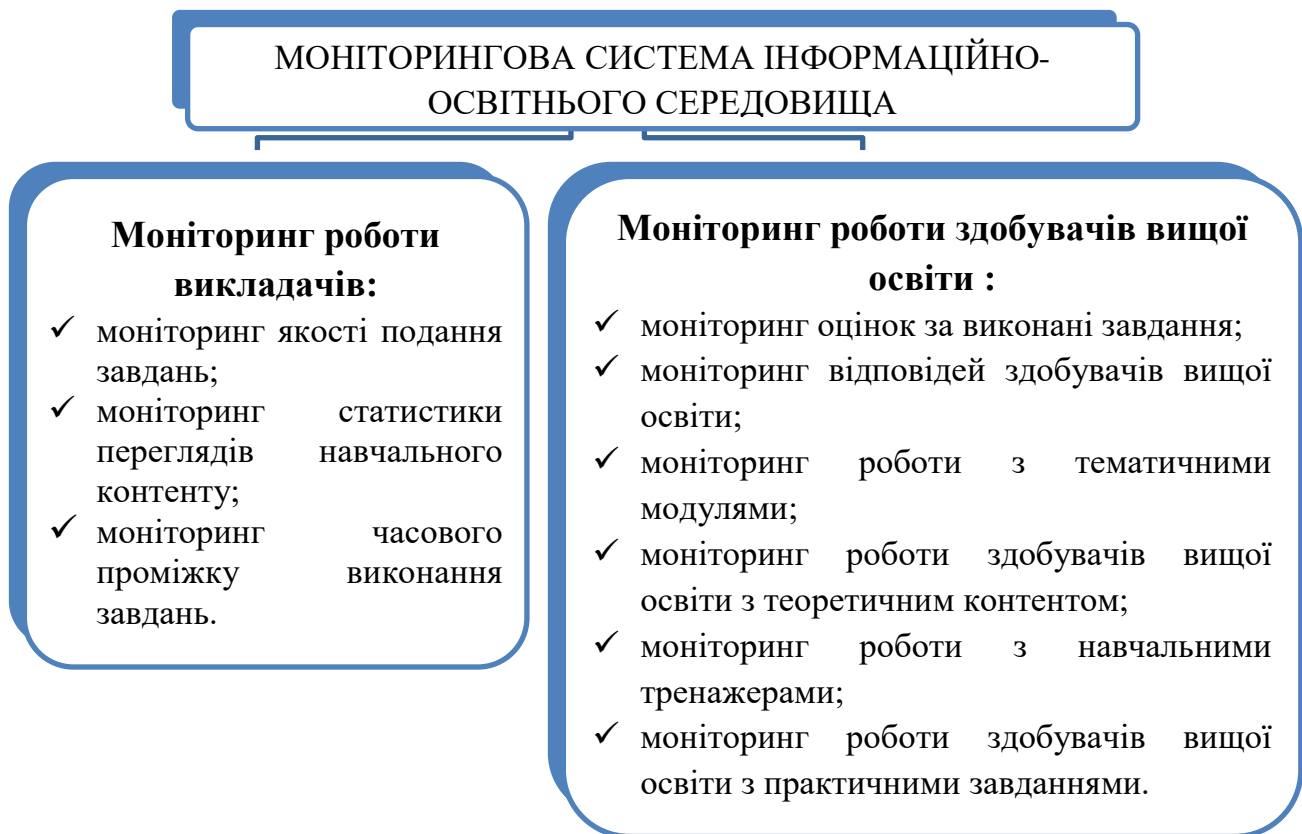 МОНІТОРИНГОВА СИСТЕМА ІНФОРМАЦІЙНО-
ОСВІТНЬОГО СЕРЕДОВИЩА
Моніторинг роботи
викладачів:
✓ моніторинг якості подання
завдань;
✓ моніторинг статистики
переглядів навчального
контенту;
✓ моніторинг часового
проміжку виконання
завдань.
Моніторинг роботи здобувачів вищої
освіти :
✓ моніторинг оцінок за виконані завдання;
✓ моніторинг відповідей здобувачів вищої
освіти;
✓ моніторинг роботи з тематичними
модулями;
✓ моніторинг роботи здобувачів вищої
освіти з теоретичним контентом;
✓ моніторинг роботи з навчальними
тренажерами;
✓ моніторинг роботи здобувачів вищої
освіти з практичними завданнями.